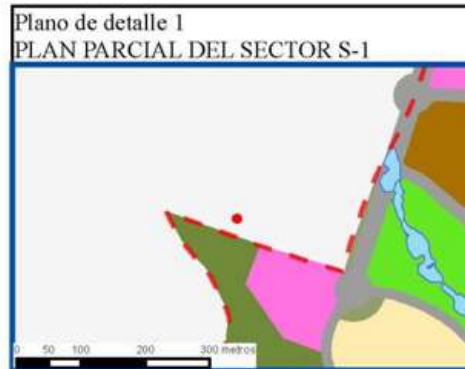 Plano de detalle 1
PLAN PARCIAL DEL SECTOR S-1
0 50 100 200 300 metros